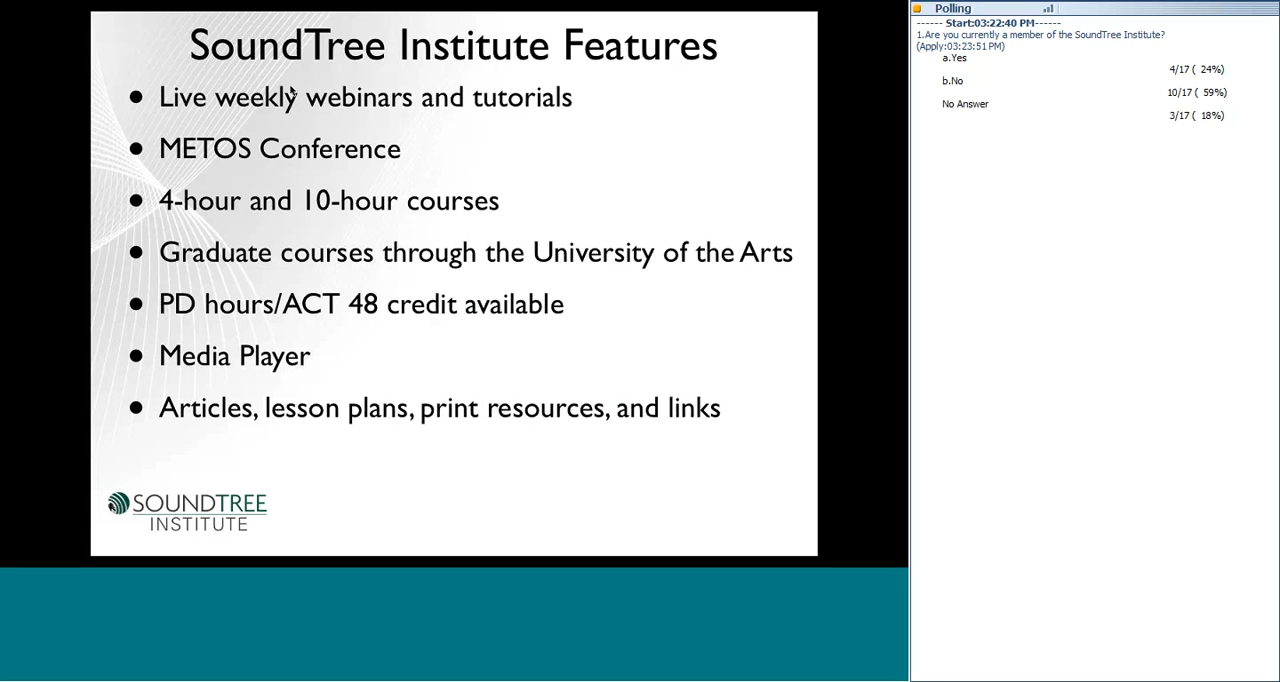 SoundTree Institute Features
• Live weekly webinars and tutorials
• METOS Conference
• 4-hour and 10-hour courses
• Graduate courses through the University of the Arts
• PD hours/ACT 48 credit available
• Media Player
• Articles, lesson plans, print resources, and links
SOUNDTREE
INSTITUTE
Polling
------ Start:03:22:40 PM------
1.Are you currently a member of the SoundTree Institute?
(Apply:03:23:51 PM)
a.Yes
4/17 ( 24%)
b.No
10/17 ( 59%)
No Answer
3/17 ( 18%)